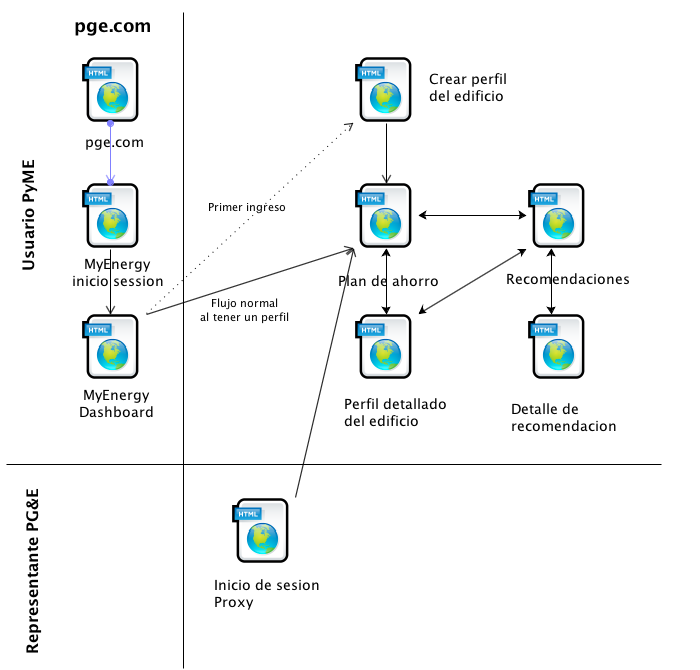 pge.com
HTML
pge.com
HTML
Crear perfil
del edificio
Usuario PyME
HTML
MyEnergy
inicio session
Primer ingreso
HTML
Plan de ahorro
HTML
Recomendaciones
Flujo normal
al tener un perfil
HTML
MyEnergy
Dashboard
HTML
Perfil detallado
del edificio
HTML
Detalle de
recomendacion
Representante PG&E
HTML
Inicio de sesion
Proxy